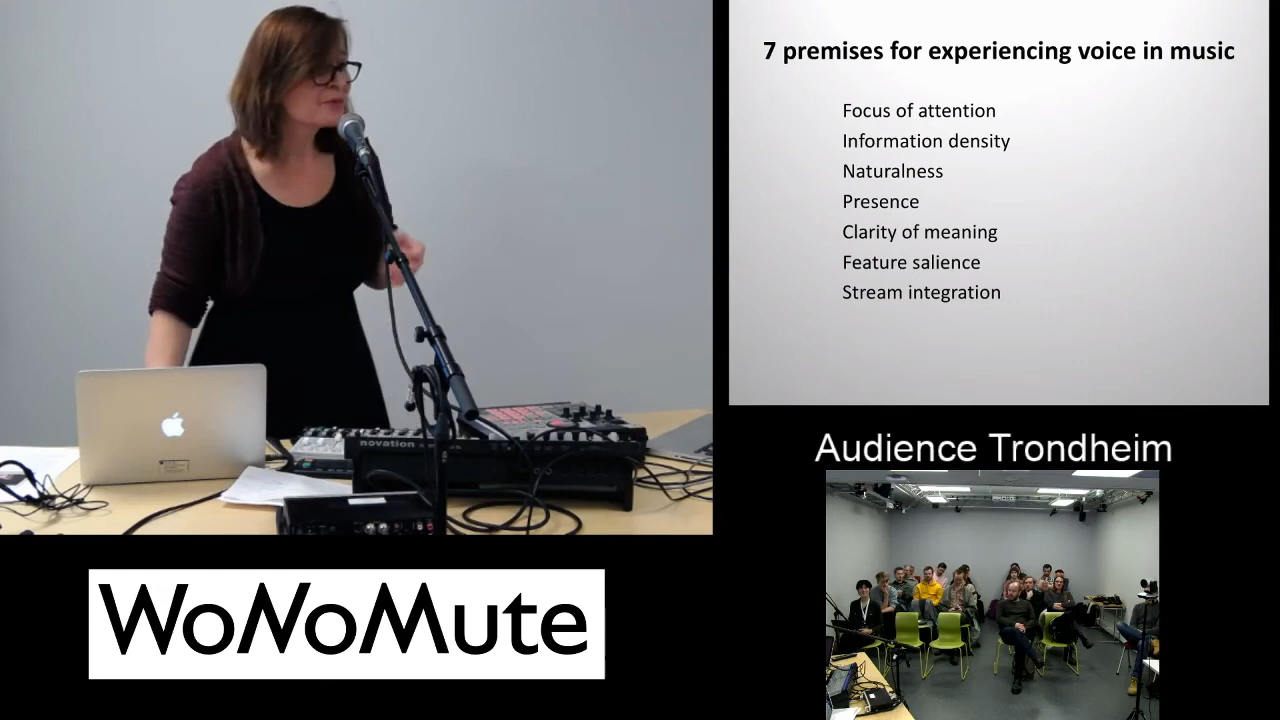 7 premises for experiencing voice in music
Focus of attention
Information density
Naturalness
Presence
Clarity of meaning
Feature salience
Stream integration
novation
Audience Trondheim
WoNoMute